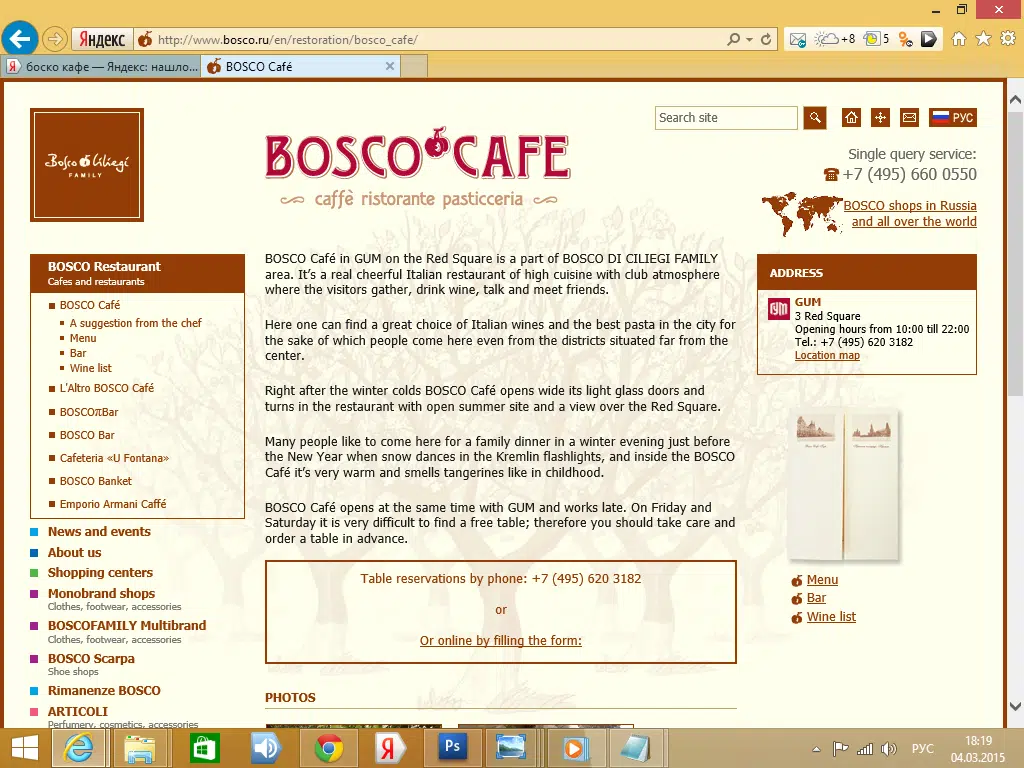 Яндекс
http://www.bosco.ru/en/restoration/bosco_cafe/
+8
5
боско кафе — Яндекс: нашло...
BOSCO Café
Bosco Ciliegi
FAMILY
BOSCO CAFE
caffè ristorante pasticceria
Search site
РУС
Single query service:
+7 (495) 660 0550
BOSCO shops in Russia
and all over the world
BOSCO Restaurant
Cafes and restaurants
BOSCO Café
A suggestion from the chef
Menu
Bar
Wine list
L'Altro BOSCO Café
BOSCOπBar
BOSCO Bar
Cafeteria «U Fontana»
BOSCO Banket
Emporio Armani Caffé
News and events
About us
Shopping centers
Monobrand shops
Clothes, footwear, accessories
BOSCOFAMILY Multibrand
Clothes, footwear, accessories
BOSCO Scarpa
Shoe shops
Rimanenze BOSCO
ARTICOLI
Perfumery, cosmetics, accessories
BOSCO Café in GUM on the Red Square is a part of BOSCO DI CILIEGI FAMILY
area. It's a real cheerful Italian restaurant of high cuisine with club atmosphere
where the visitors gather, drink wine, talk and meet friends.
Here one can find a great choice of Italian wines and the best pasta in the city for
the sake of which people come here even from the districts situated far from the
center.
Right after the winter colds BOSCO Café opens wide its light glass doors and
turns in the restaurant with open summer site and a view over the Red Square.
Many people like to come here for a family dinner in a winter evening just before
the New Year when snow dances in the Kremlin flashlights, and inside the BOSCO
Café it's very warm and smells tangerines like in childhood.
BOSCO Café opens at the same time with GUM and works late. On Friday and
Saturday it is very difficult to find a free table; therefore you should take care and
order a table in advance.
Table reservations by phone: +7 (495) 620 3182
or
Or online by filling the form:
PHOTOS
ADDRESS
GUM
3 Red Square
Opening hours from 10:00 till 22:00
Tel.: +7 (495) 620 3182
Location map
Menu
Bar
Wine list
Я
Ps
РУС
18:19
04.03.2015